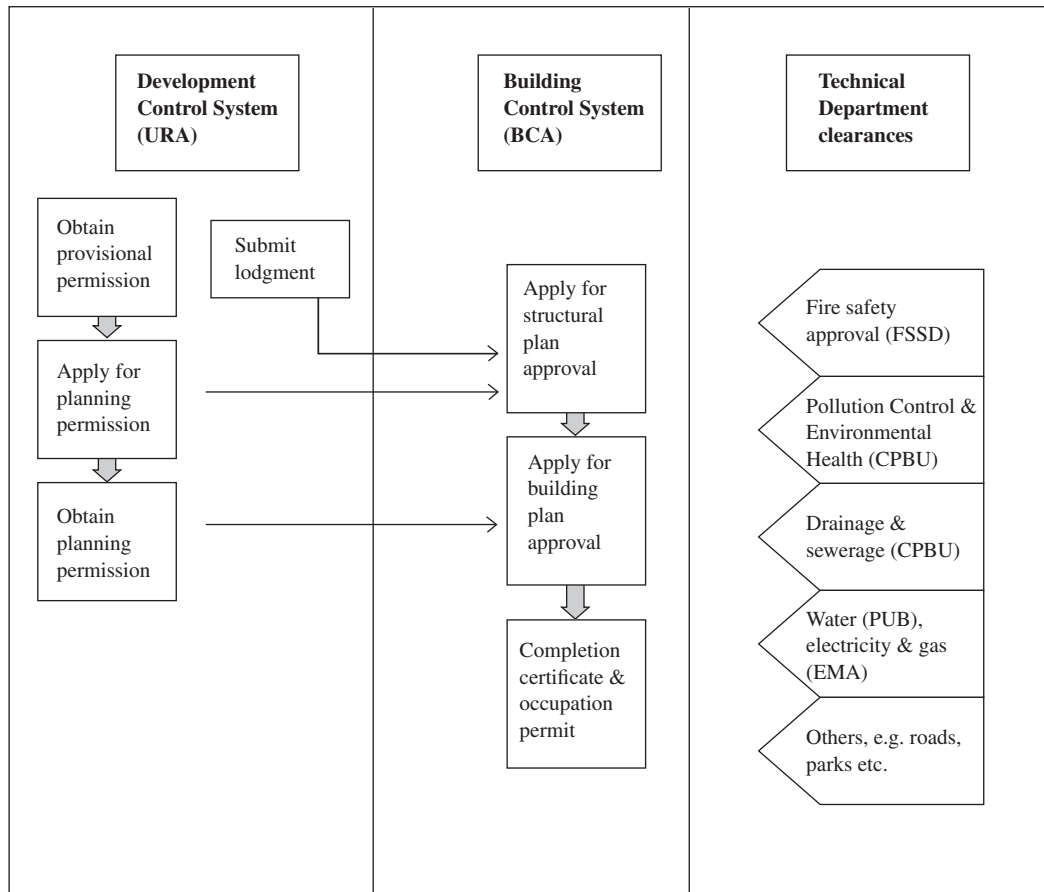 Development
Control System
(URA)
Building
Control System
(BCA)
Technical
Department
clearances
Obtain
provisional
permission
Submit
lodgment
Apply for
planning
permission
Obtain
planning
permission
Apply for
structural
plan
approval
Apply for
building
plan
approval
Completion
certificate &
occupation
permit
Fire safety
approval (FSSD)
Pollution Control &
Environmental
Health (CPBU)
Drainage &
sewerage (CPBU)
Water (PUB),
electricity & gas
(EMA)
Others, e.g. roads,
parks etc.